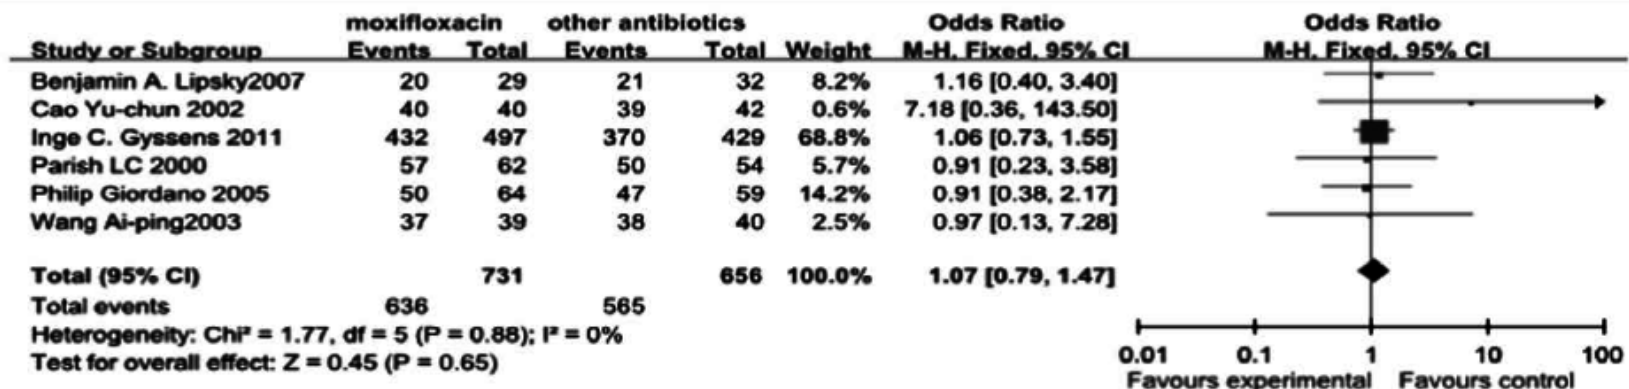 moxifloxacin other antibiotics Odds Ratio Odds Ratio
Study or Subgroup Events Total Events Total Weight M-H, Fixed, 95% CI M-H, Fixed, 95% CI
Benjamin A. Lipsky2007 20 29 21 32 8.2% 1.16 [0.40, 3.40]
Cao Yu-chun 2002 40 40 39 42 0.6% 7.18 [0.36, 143.50]
Inge C. Gyssens 2011 432 497 370 429 68.8% 1.06 [0.73, 1.55]
Parish LC 2000 57 62 50 54 5.7% 0.91 [0.23, 3.58]
Philip Giordano 2005 50 64 47 59 14.2% 0.91 [0.38, 2.17]
Wang Ai-ping2003 37 39 38 40 2.5% 0.97 [0.13, 7.28]
Total (95% CI) 731 656 100.0% 1.07 [0.79, 1.47]
Total events 636 565
Heterogeneity: Chi² = 1.77, df = 5 (P = 0.88); I² = 0%
Test for overall effect: Z = 0.45 (P = 0.65)
0.01 0.1 1 10 100
Favours experimental Favours control